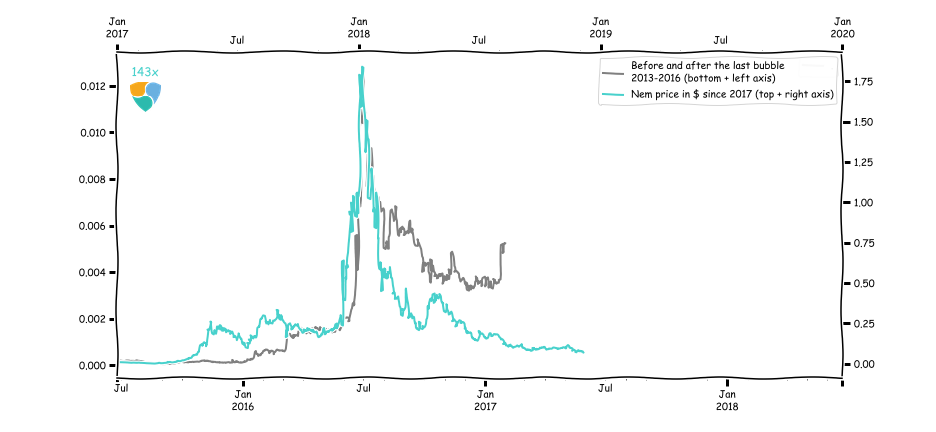 Jan Jan Jan Jan
2017 2018 2019 2020
Jul Jul Jul
143x
Before and after the last bubble
2013-2016 (bottom + left axis)
Nem price in $ since 2017 (top + right axis)
0,012
0,010
0,008
0,006
0,004
0,002
0,000
1.75
1.50
1.25
1.00
0.75
0.50
0.25
0.00
Jul Jul Jul
Jan Jan Jan
2016 2017 2018